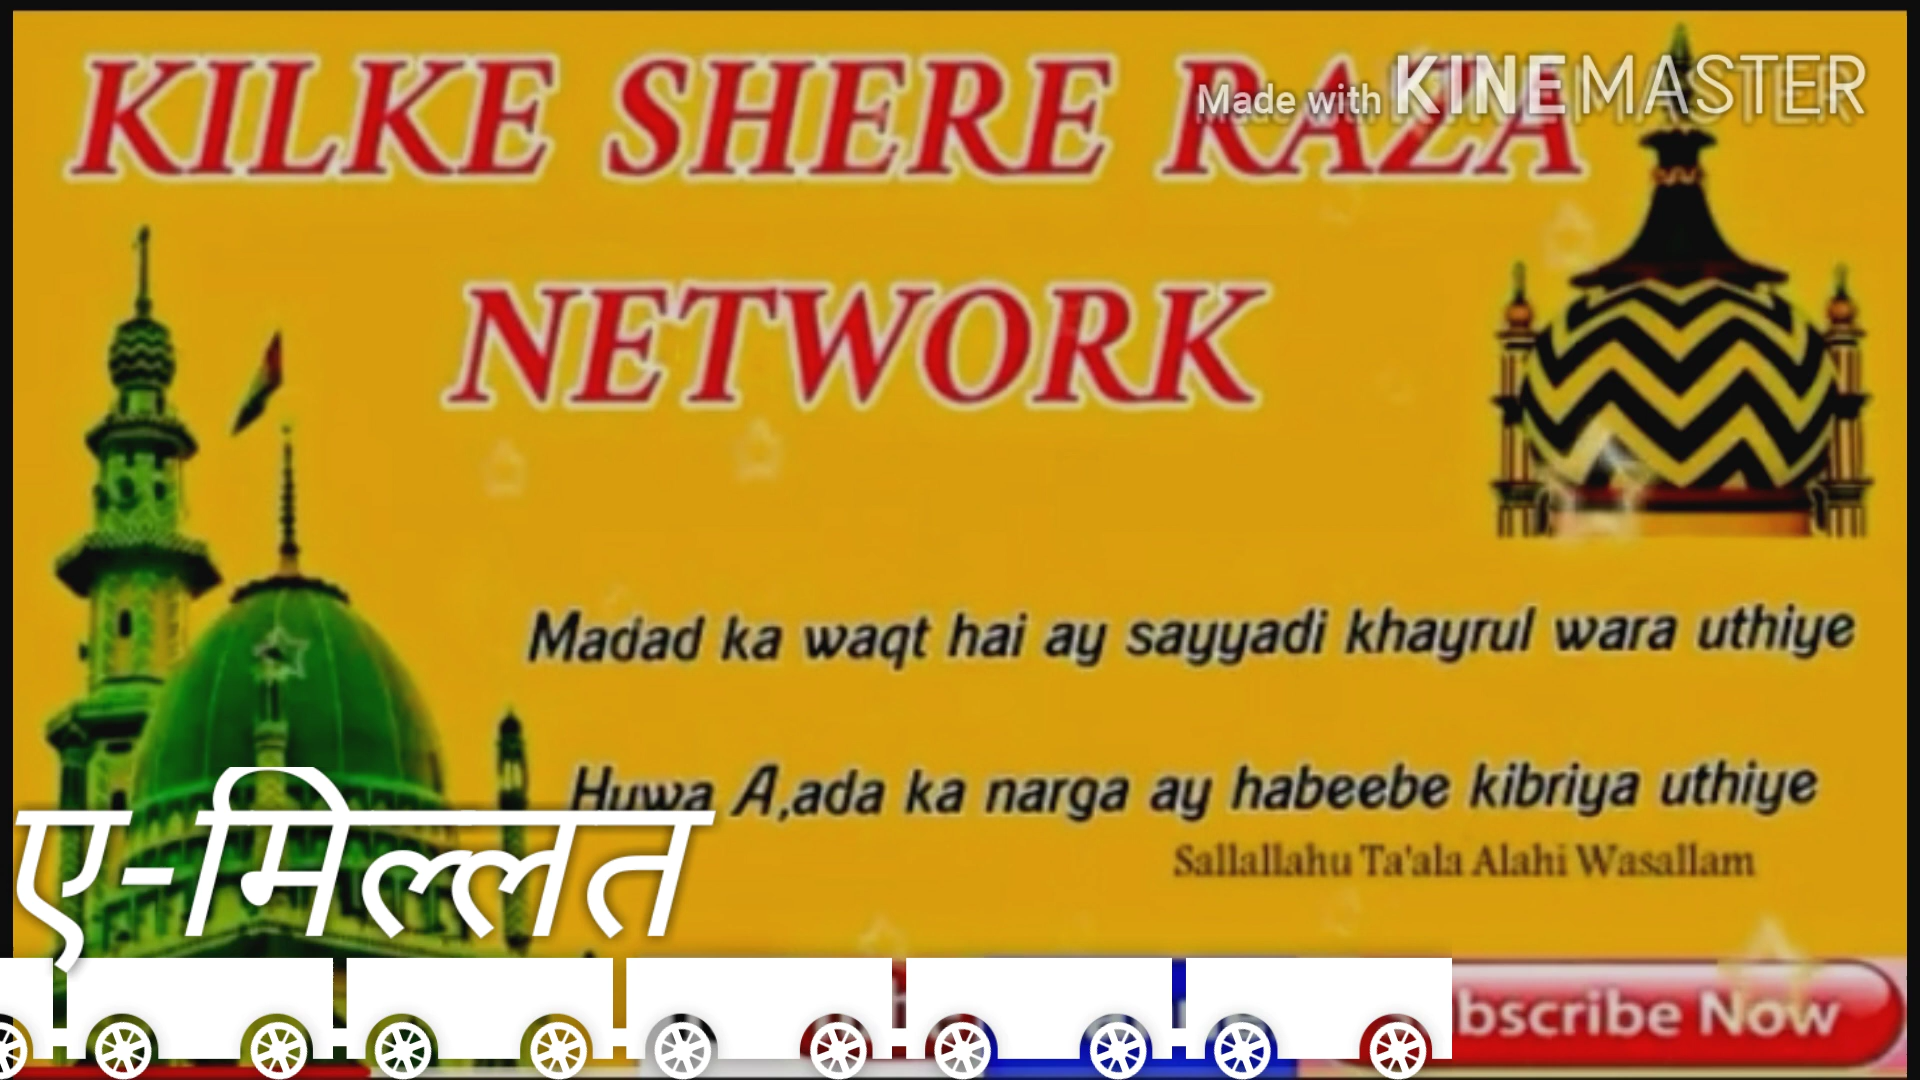 KILKE SHERE RAZA
Made with KINEMASTER
NETWORK
Madad ka waqt hai ay sayyadi khayrul wara uthiye
Huwa A,ada ka narga ay habeebe kibriya uthiye
Sallallahu Ta'ala Alahi Wasallam
ए-मिल्लत
bscribe Now